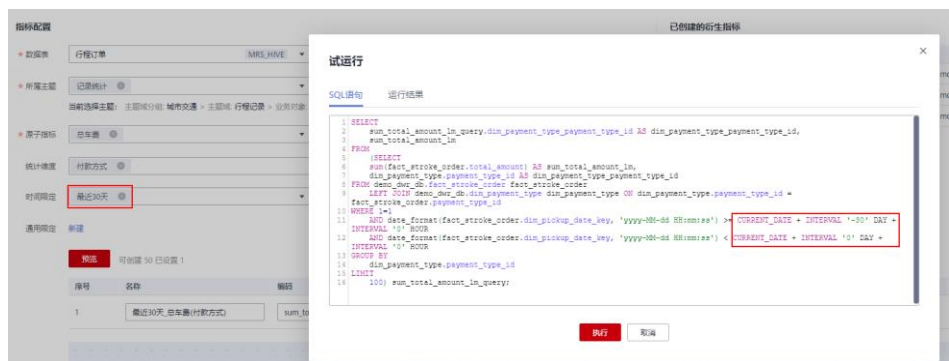 指标配置
已创建的衍生指标
* 数据表 行程订单 MRS_HIVE
* 所属主题 记录统计
当前选择主题: 主题域分组 城市交通 > 主题域 行程记录 > 业务对象
* 原子指标 总车费
统计维度 付款方式
时间限定 最近30天
通用限定 新建
预览 可创建 50 已设置 1
序号 名称 编码
1 最近30天_总车费(付款方式) sum_to
试运行
SQL语句 运行结果
1 SELECT
2 sum_total_amount_lm_query.dim_payment_type_payment_type_id AS dim_payment_type_payment_type_id,
3 sum_total_amount_lm
4 FROM
5 (SELECT
6 sum(fact_stroke_order.total_amount) AS sum_total_amount_lm,
7 dim_payment_type.payment_type_id AS dim_payment_type_payment_type_id
8 FROM demo_dwr_db.fact_stroke_order fact_stroke_order
9 LEFT JOIN demo_dwr_db.dim_payment_type dim_payment_type ON dim_payment_type.payment_type_id =
fact_stroke_order.payment_type_id
10 WHERE 1=1
11 AND date_format(fact_stroke_order.dim_pickup_date_key, 'yyyy-MM-dd HH:mm:ss') >= CURRENT_DATE + INTERVAL '-30' DAY +
INTERVAL '0' HOUR
12 AND date_format(fact_stroke_order.dim_pickup_date_key, 'yyyy-MM-dd HH:mm:ss') < CURRENT_DATE + INTERVAL '0' DAY +
INTERVAL '0' HOUR
13 GROUP BY
14 dim_payment_type.payment_type_id
15 LIMIT
16 100) sum_total_amount_lm_query;
执行 取消